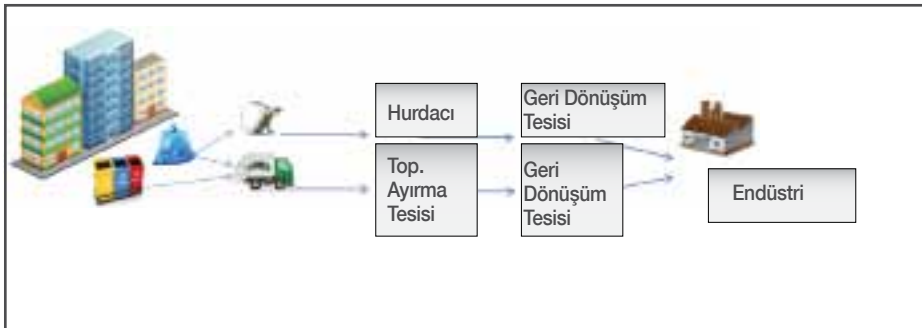 Hurdacı
Geri Dönüşüm
Tesisi
Top.
Ayırma
Tesisi
Geri
Dönüşüm
Tesisi
Endüstri